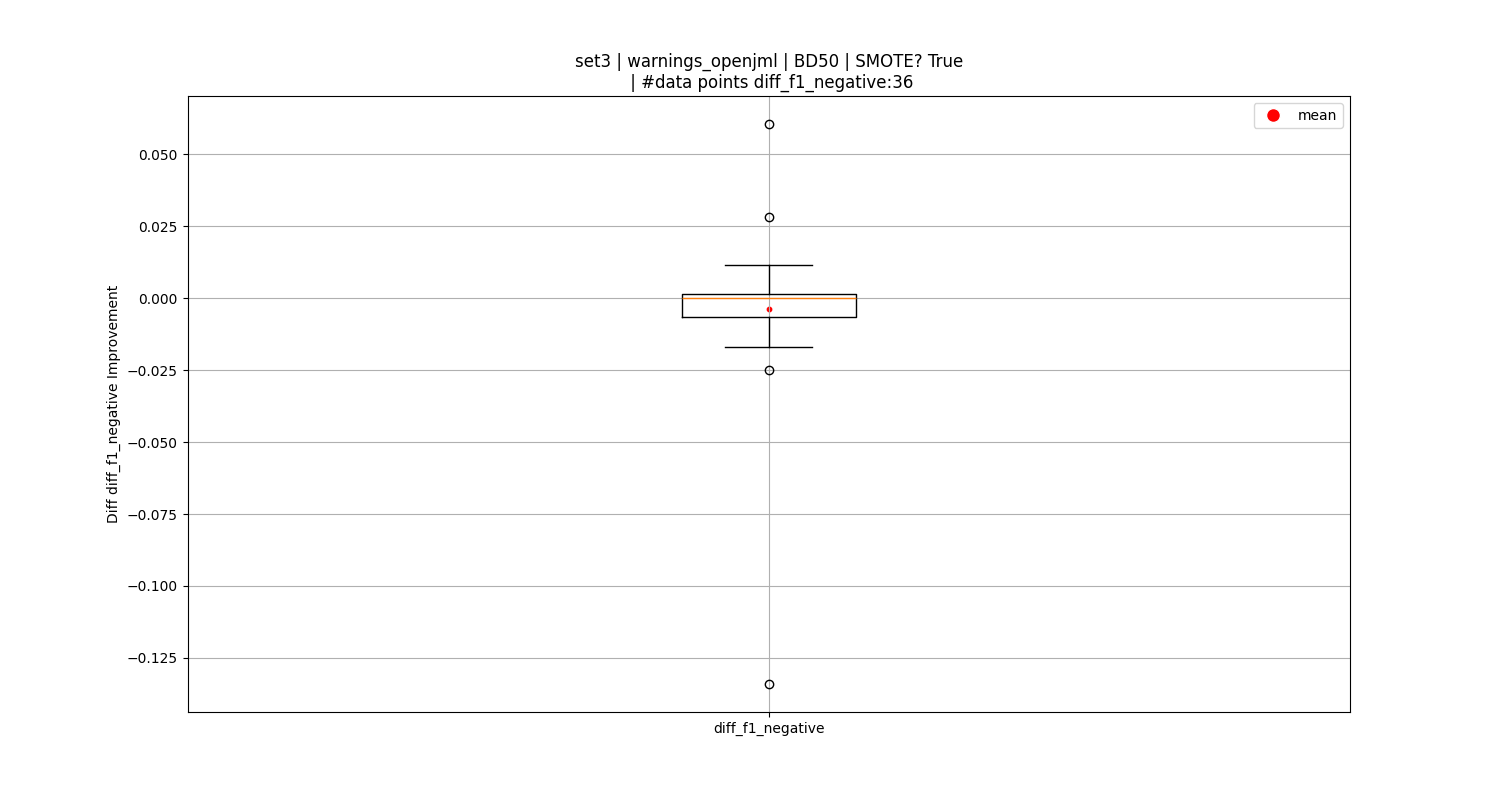 set3 | warnings_openjml | BD50 | SMOTE? True
| #data points diff_f1_negative:36
mean
0.050
0.025
0.000
−0.025
−0.050
−0.075
−0.100
−0.125
Diff diff_f1_negative Improvement
diff_f1_negative